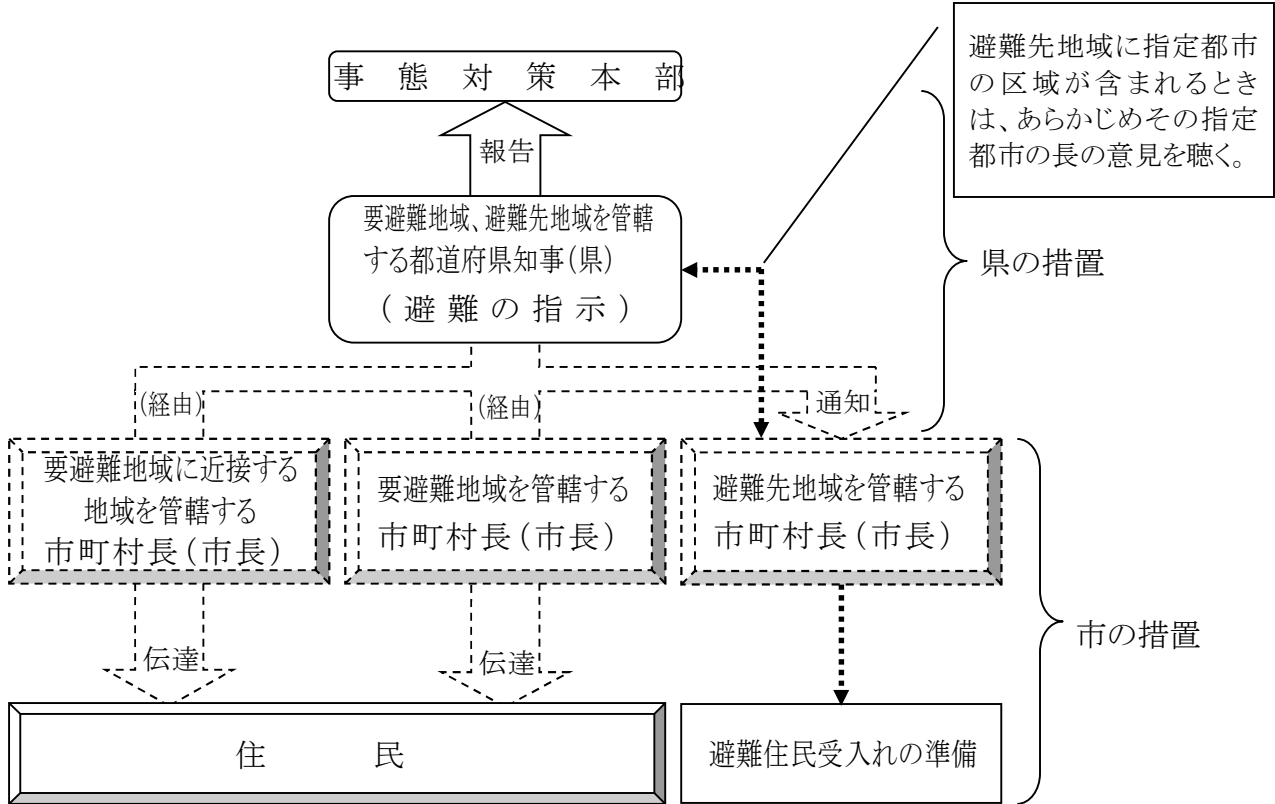 避難先地域に指定都市
の区域が含まれるとき
は、あらかじめその指定
都市の長の意見を聴く。
事態対策本部
報告
要避難地域、避難先地域を管轄
する都道府県知事(県)
(避難の指示)
県の措置
(経由)
(経由)
通知
要避難地域に近接する
地域を管轄する
市町村長(市長)
要避難地域を管轄する
市町村長(市長)
避難先地域を管轄する
市町村長(市長)
市の措置
伝達
伝達
住民
避難住民受入れの準備